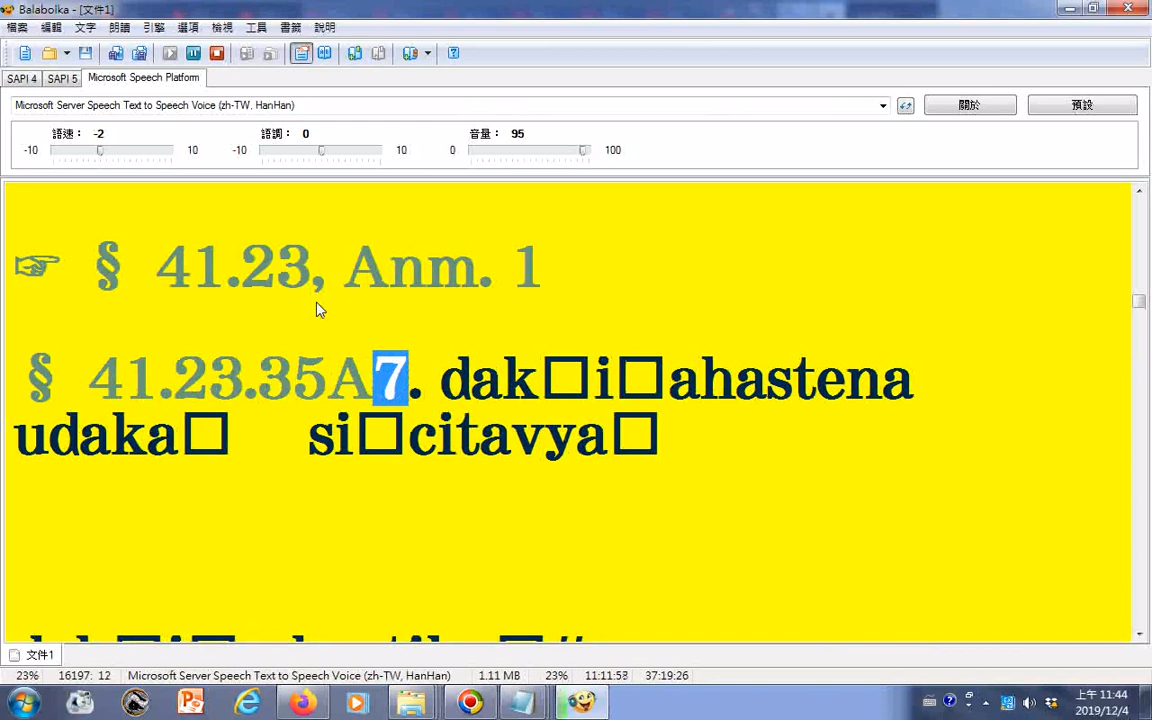 Balabolka - [文件1]
檔案 編輯 文字 朗讀 引擎 選項 檢視 工具 書籤 說明
SAPI 4 SAPI 5 Microsoft Speech Platform
Microsoft Server Speech Text to Speech Voice (zh-TW, HanHan) 關於 預設
語速： -2 語調： 0 音量： 95
-10 10 -10 10 0 100
☞ § 41.23, Anm. 1
§ 41.23.35A7. dak□i□ahastena
udaka□ si□citavya□
文件1
23% 16197: 12 Microsoft Server Speech Text to Speech Voice (zh-TW, HanHan) 1.11 MB 23% 11:11:53 37:19:26
上午 11:44
2019/12/4